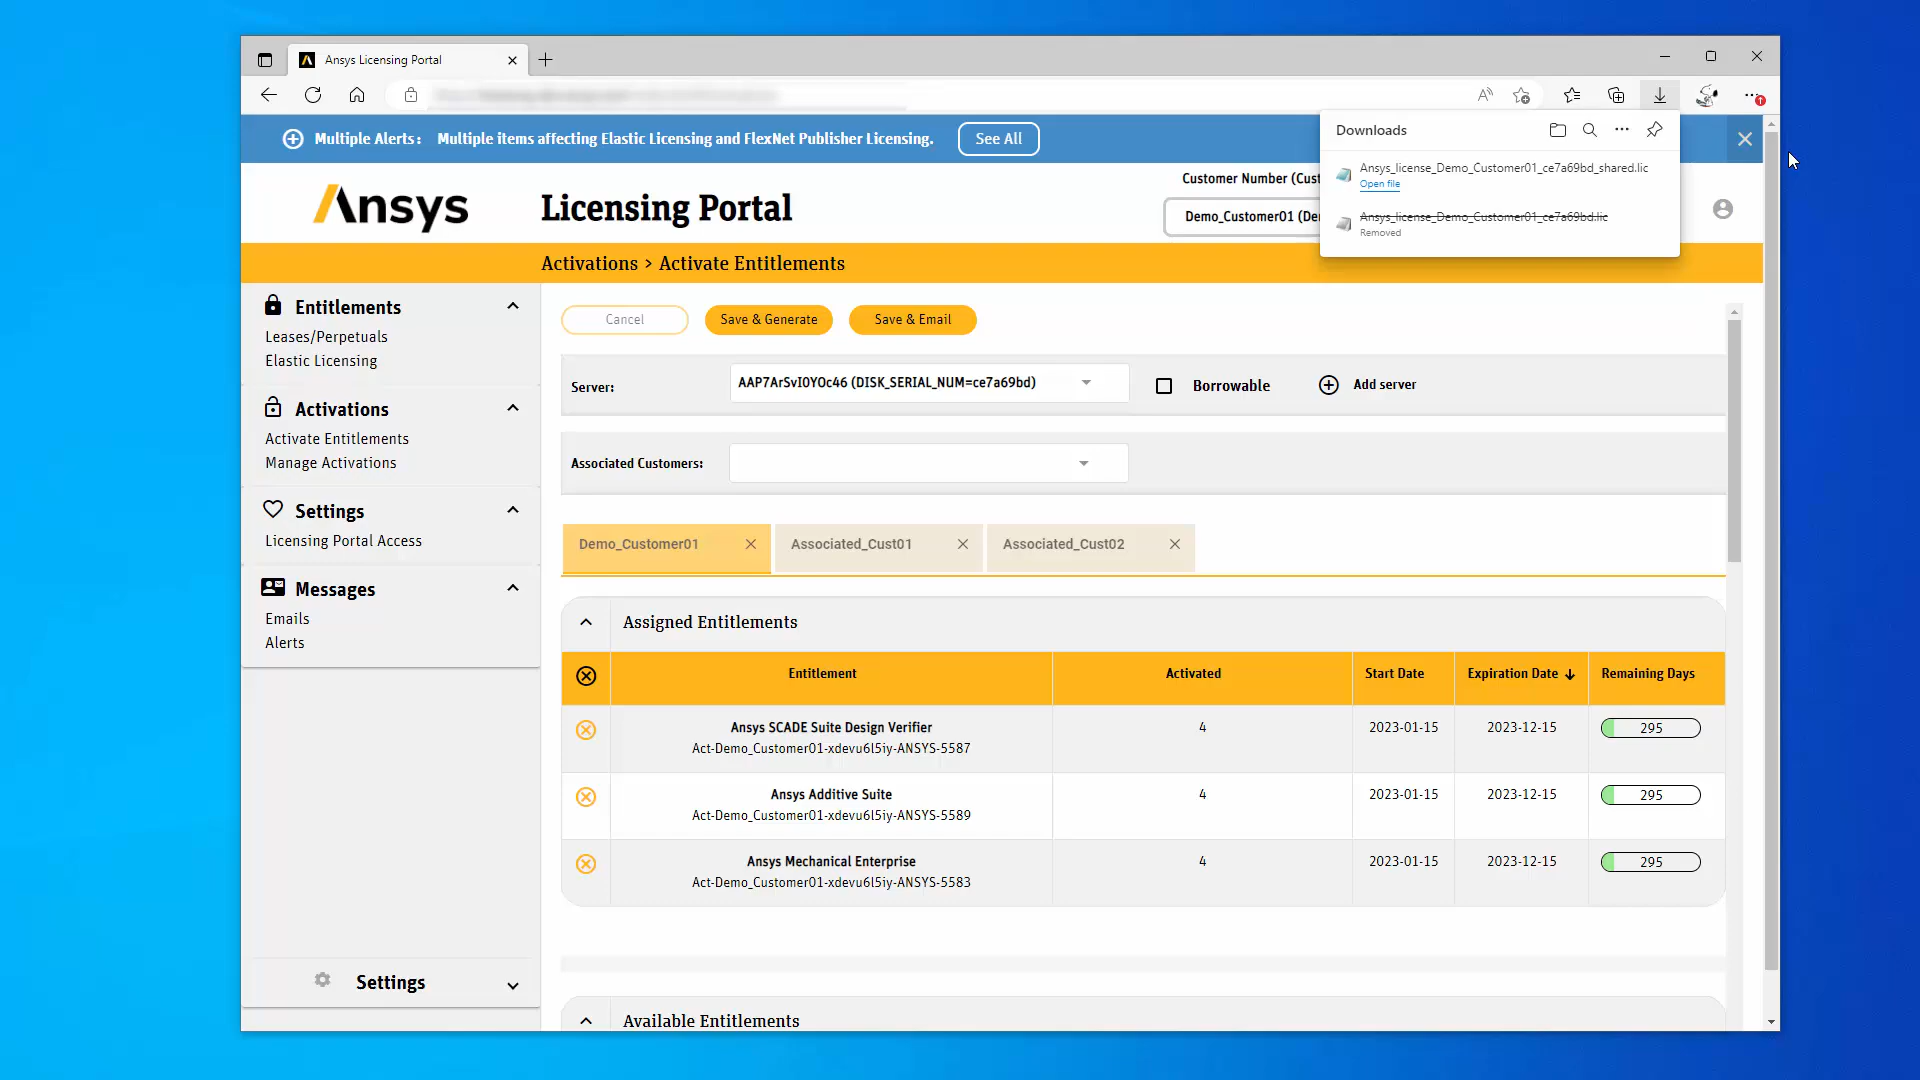 Ansys Licensing Portal
Multiple Alerts: Multiple items affecting Elastic Licensing and FlexNet Publisher Licensing. See All
Downloads
Ansys_license_Demo_Customer01_ce7a69bd_shared.lic
Open file
Ansys_license_Demo_Customer01_ce7a69bd.lic
Removed
Ansys
Licensing Portal
Customer Number (Cust
Demo_Customer01 (De
Activations > Activate Entitlements
Entitlements
Leases/Perpetuals
Elastic Licensing
Activations
Activate Entitlements
Manage Activations
Settings
Licensing Portal Access
Messages
Emails
Alerts
Settings
Cancel Save & Generate Save & Email
Server: AAP7ArSvI0YOc46 (DISK_SERIAL_NUM=ce7a69bd) Borrowable Add server
Associated Customers:
Demo_Customer01 Associated_Cust01 Associated_Cust02
Assigned Entitlements
Entitlement Activated Start Date Expiration Date Remaining Days
Ansys SCADE Suite Design Verifier 4 2023-01-15 2023-12-15 295
Act-Demo_Customer01-xdevu6l5iy-ANSYS-5587
Ansys Additive Suite 4 2023-01-15 2023-12-15 295
Act-Demo_Customer01-xdevu6l5iy-ANSYS-5589
Ansys Mechanical Enterprise 4 2023-01-15 2023-12-15 295
Act-Demo_Customer01-xdevu6l5iy-ANSYS-5583
Available Entitlements